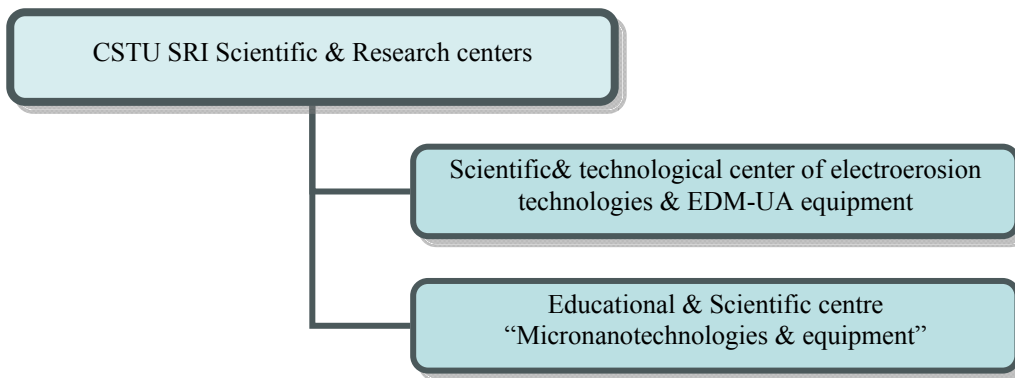 CSTU SRI Scientific & Research centers
Scientific& technological center of electroerosion
technologies & EDM-UA equipment
Educational & Scientific centre
“Micronanotechnologies & equipment”